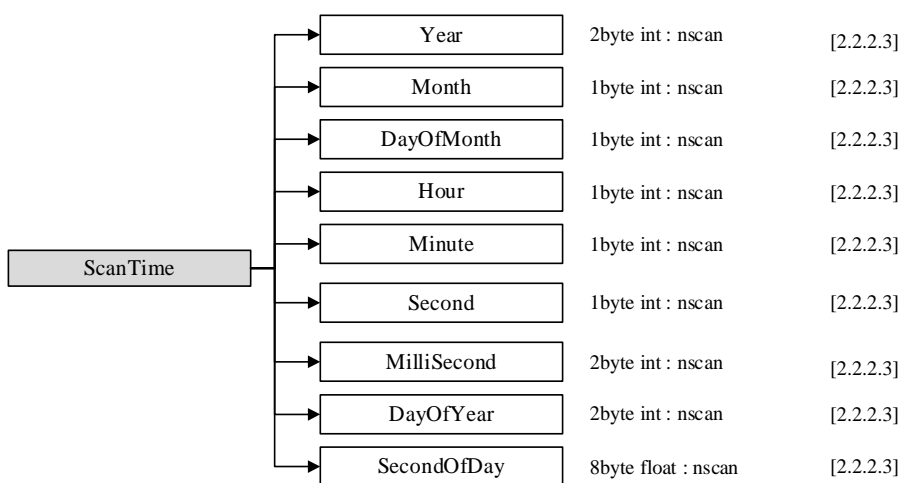 Year 2byte int : nscan [2.2.2.3]
Month 1byte int : nscan [2.2.2.3]
DayOfMonth 1byte int : nscan [2.2.2.3]
Hour 1byte int : nscan [2.2.2.3]
Minute 1byte int : nscan [2.2.2.3]
ScanTime
Second 1byte int : nscan [2.2.2.3]
MilliSecond 2byte int : nscan [2.2.2.3]
DayOfYear 2byte int : nscan [2.2.2.3]
SecondOfDay 8byte float : nscan [2.2.2.3]